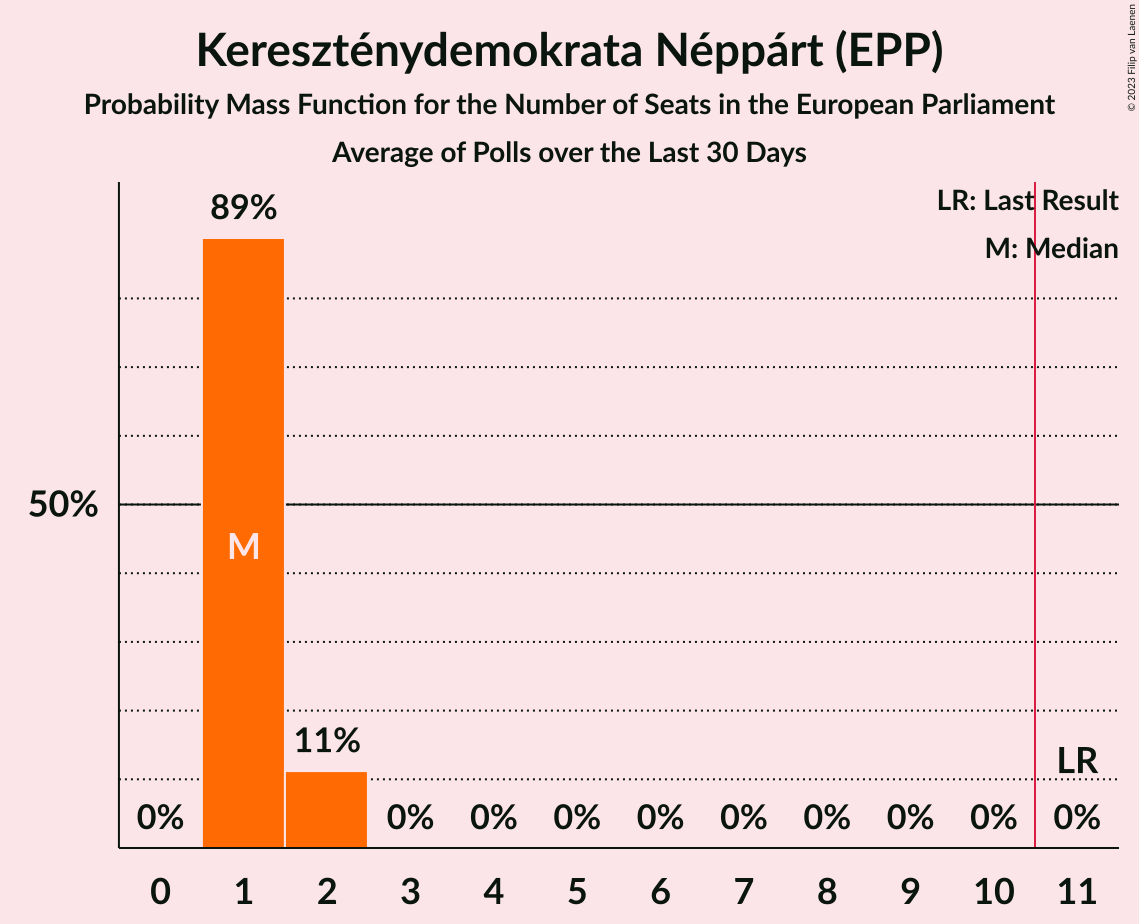 Kereszténydemokrata Néppárt (EPP)
Probability Mass Function for the Number of Seats in the European Parliament
Average of Polls over the Last 30 Days
© 2023 Filip van Laenen
LR: Last Result
M: Median
89%
50%
M
11%
LR
0% 0% 0% 0% 0% 0% 0% 0% 0% 0%
0 1 2 3 4 5 6 7 8 9 10 11